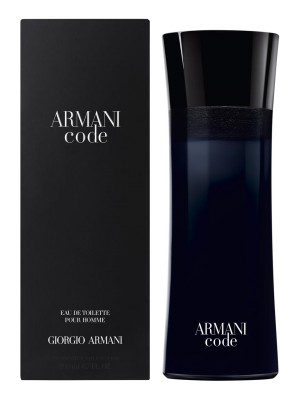 ARMANI
code
EAU DE TOILETTE
POUR HOMME
GIORGIO ARMANI
ARMANI
code